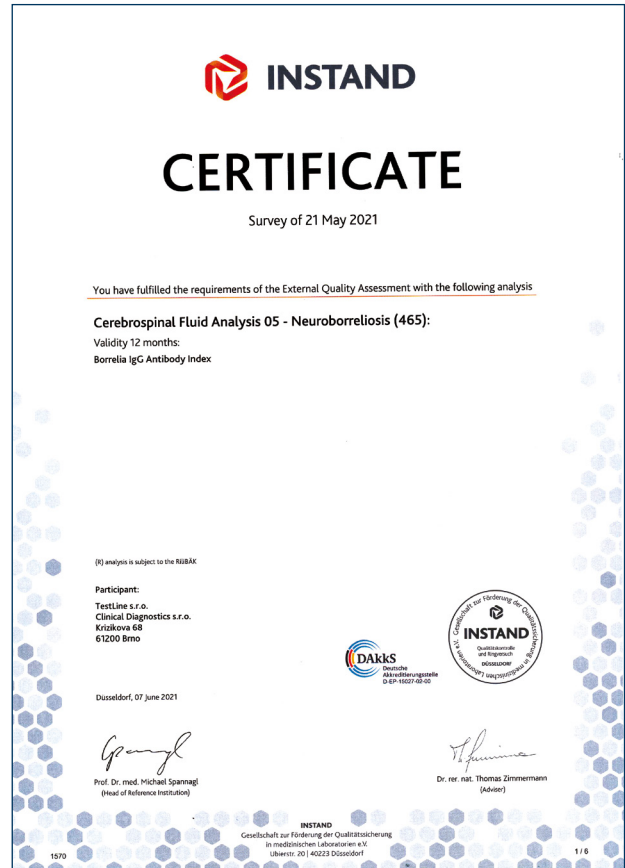 INSTAND
CERTIFICATE
Survey of 21 May 2021
You have fulfilled the requirements of the External Quality Assessment with the following analysis
Cerebrospinal Fluid Analysis 05 - Neuroborreliosis (465):
Validity 12 months:
Borrelia IgG Antibody Index
(R) analysis is subject to the RiliBÄK
Participant:
TestLine s.r.o.
Clinical Diagnostics s.r.o.
Krizikova 68
61200 Brno
DAkkS
Deutsche
Akkreditierungsstelle
D-EP-15027-02-00
Gesellschaft zur Förderung der Qualitätssicherung in medizinischen Laboratorien e.V.
INSTAND
Qualitätskontrolle
und Ringversuch
DÜSSELDORF
Düsseldorf, 07 June 2021
Prof. Dr. med. Michael Spannagl
(Head of Reference Institution)
Dr. rer. nat. Thomas Zimmermann
(Adviser)
INSTAND
Gesellschaft zur Förderung der Qualitätssicherung
in medizinischen Laboratorien e.V.
Ubierstr. 20 | 40223 Düsseldorf
1570
1/6